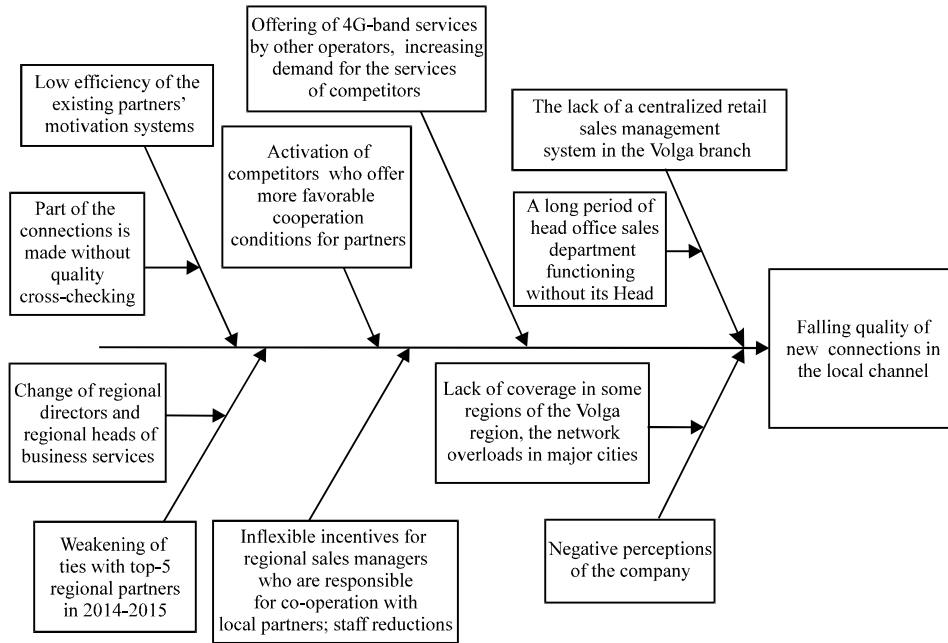 Offering of 4G-band services
by other operators, increasing
demand for the services
of competitors
Low efficiency of the
existing partners'
motivation systems
The lack of a centralized retail
sales management
system in the Volga branch
Activation of
competitors who offer
more favorable
cooperation
conditions for partners
Part of the
connections is
made without
quality
cross-checking
A long period of
head office sales
department
functioning
without its Head
Falling quality of
new connections in
the local channel
Change of regional
directors and
regional heads of
business services
Lack of coverage in some
regions of the Volga
region, the network
overloads in major cities
Weakening of
ties with top-5
regional partners
in 2014-2015
Inflexible incentives for
regional sales managers
who are responsible
for co-operation with
local partners; staff reductions
Negative perceptions
of the company